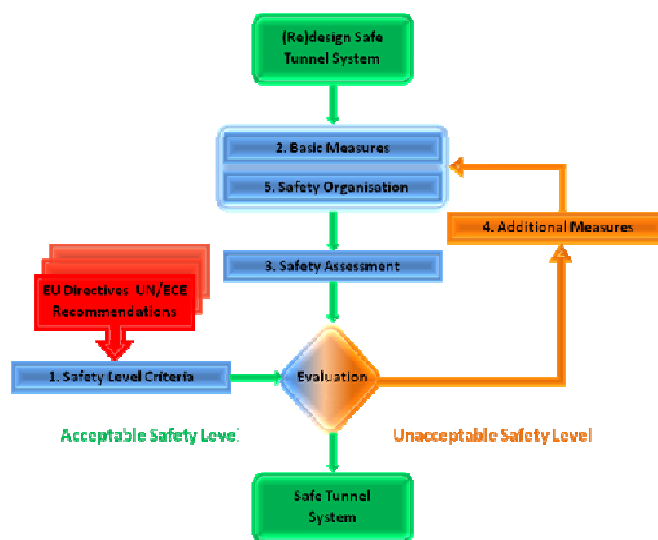 (Re)design Safe
Tunnel System
2. Basic Measures
5. Safety Organisation
4. Additional Measures
3. Safety Assessment
EU Directives UN/ECE
Recommendations
1. Safety Level Criteria
Evaluation
Acceptable Safety Level
Unacceptable Safety Level
Safe Tunnel
System